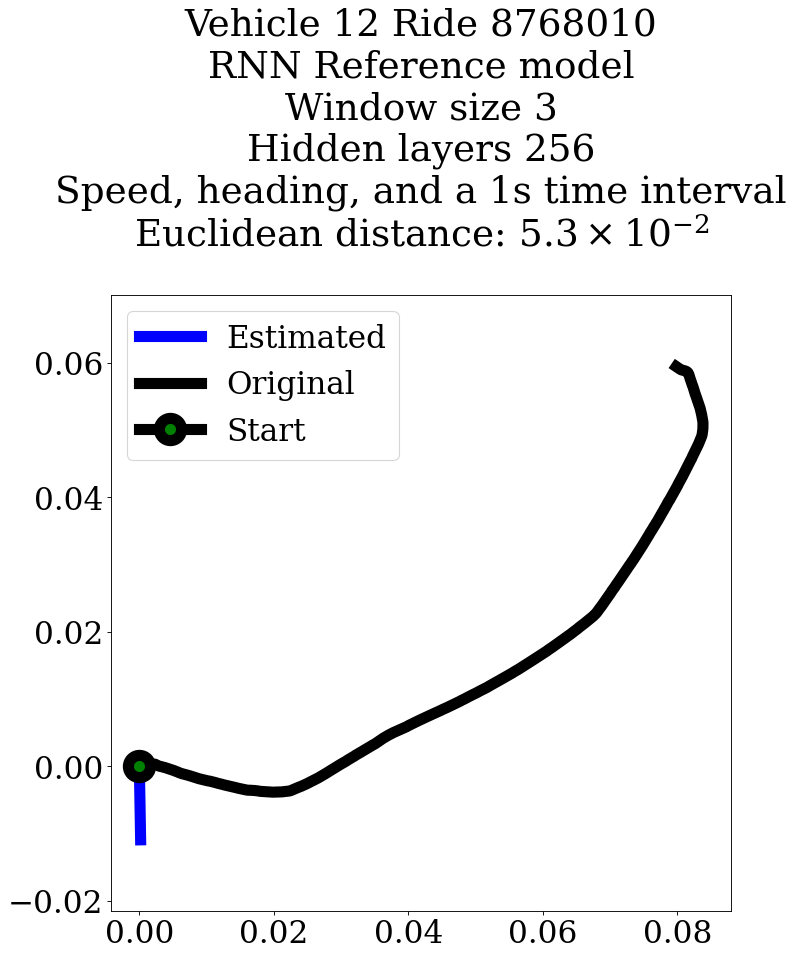 Vehicle 12 Ride 8768010
RNN Reference model
Window size 3
Hidden layers 256
Speed, heading, and a 1s time interval
Euclidean distance: 5.3 × 10⁻²
Estimated
Original
Start
0.06
0.04
0.02
0.00
−0.02
0.00 0.02 0.04 0.06 0.08